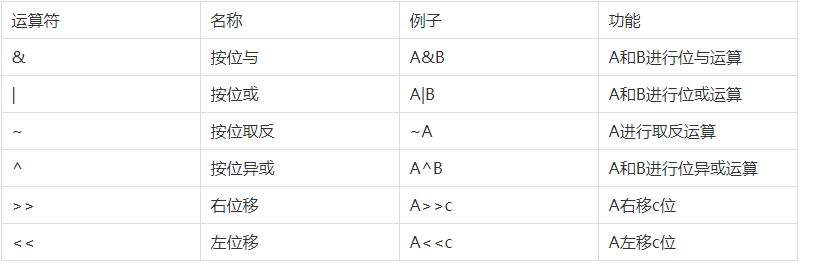 运算符 名称 例子 功能
& 按位与 A&B A和B进行位与运算
| 按位或 A|B A和B进行位或运算
~ 按位取反 ~A A进行取反运算
^ 按位异或 A^B A和B进行位异或运算
>> 右位移 A>>c A右移c位
<< 左位移 A<<c A左移c位